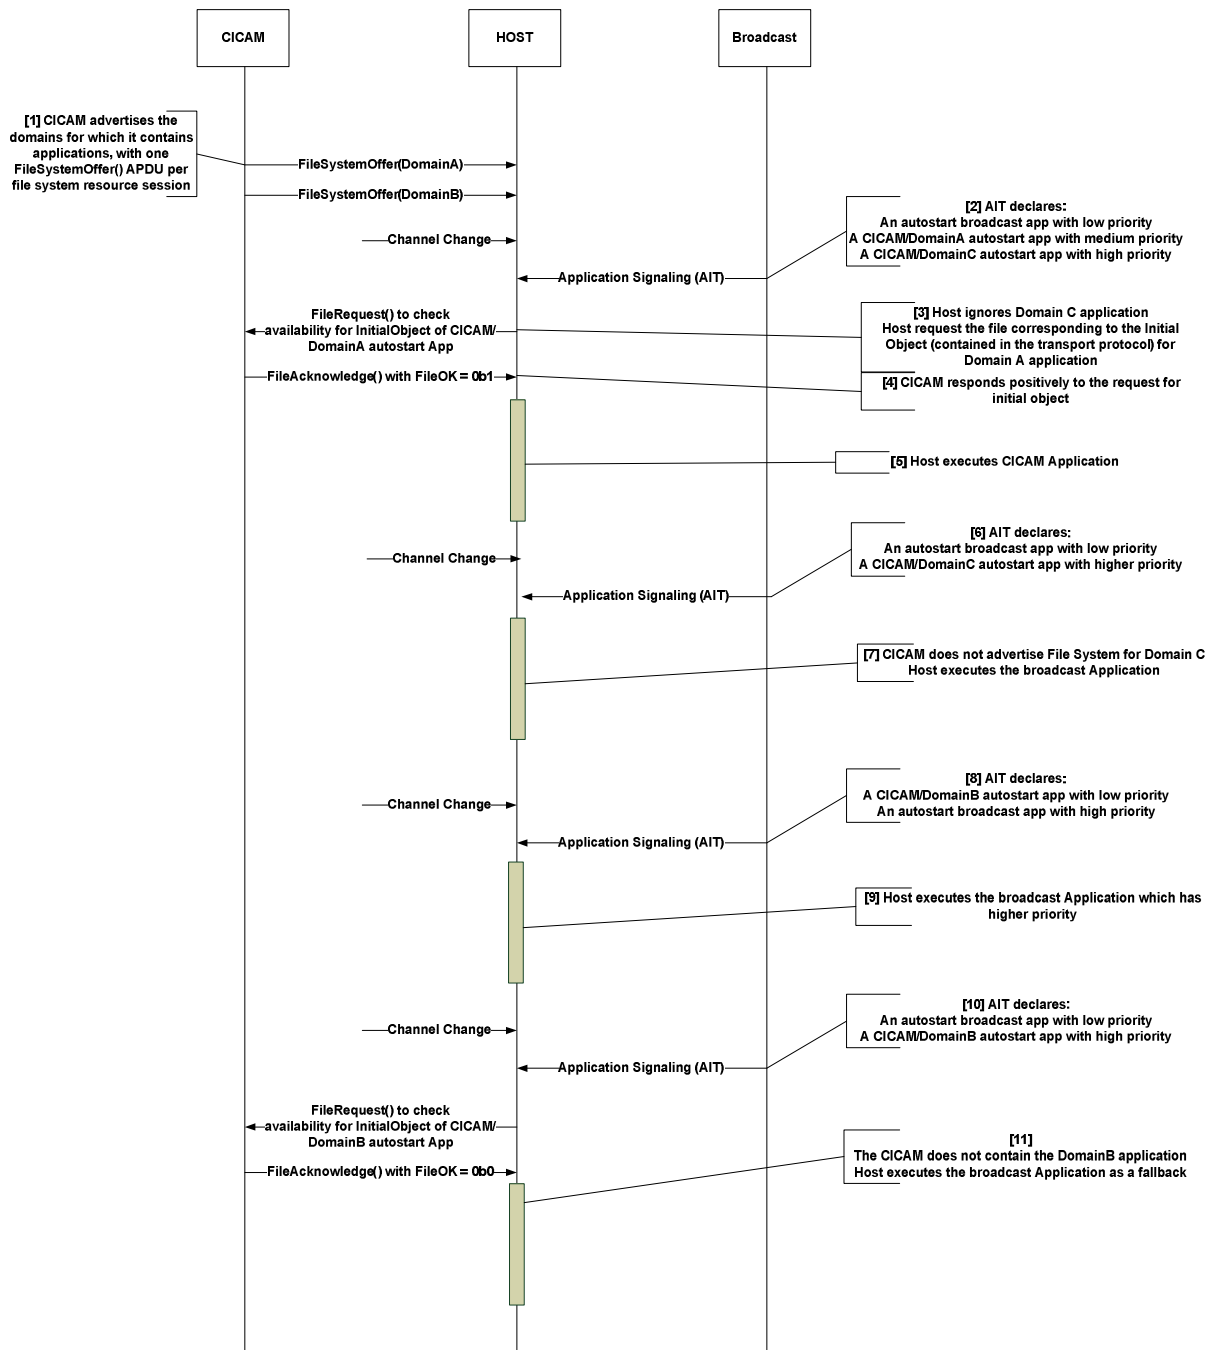 CICAM
HOST
Broadcast
[1] CICAM advertises the
domains for which it contains
applications, with one
FileSystemOffer() APDU per
file system resource session
FileSystemOffer(DomainA)
FileSystemOffer(DomainB)
[2] AIT declares:
An autostart broadcast app with low priority
A CICAM/DomainA autostart app with medium priority
A CICAM/DomainC autostart app with high priority
Channel Change
Application Signaling (AIT)
FileRequest() to check
availability for InitialObject of CICAM/
DomainA autostart App
[3] Host ignores Domain C application
Host request the file corresponding to the Initial
Object (contained in the transport protocol) for
Domain A application
FileAcknowledge() with FileOK = 0b1
[4] CICAM responds positively to the request for
initial object
[5] Host executes CICAM Application
[6] AIT declares:
An autostart broadcast app with low priority
A CICAM/DomainC autostart app with higher priority
Channel Change
Application Signaling (AIT)
[7] CICAM does not advertise File System for Domain C
Host executes the broadcast Application
[8] AIT declares:
A CICAM/DomainB autostart app with low priority
An autostart broadcast app with high priority
Channel Change
Application Signaling (AIT)
[9] Host executes the broadcast Application which has
higher priority
[10] AIT declares:
An autostart broadcast app with low priority
A CICAM/DomainB autostart app with high priority
Channel Change
Application Signaling (AIT)
FileRequest() to check
availability for InitialObject of CICAM/
DomainB autostart App
[11]
The CICAM does not contain the DomainB application
Host executes the broadcast Application as a fallback
FileAcknowledge() with FileOK = 0b0